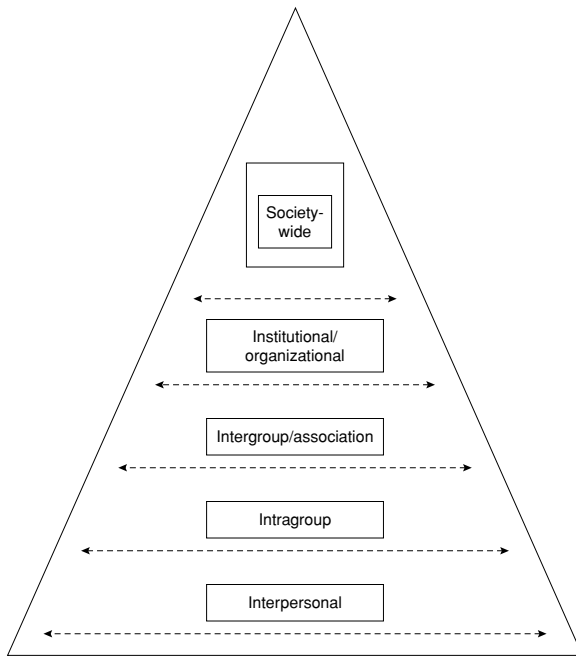 Society-
wide
Institutional/
organizational
Intergroup/association
Intragroup
Interpersonal